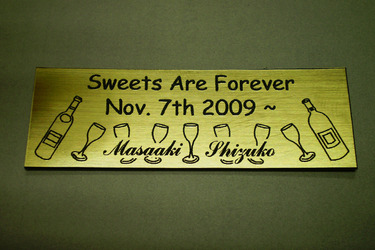 Sweets Are Forever
Nov. 7th 2009 ~
Masaaki Shizuko